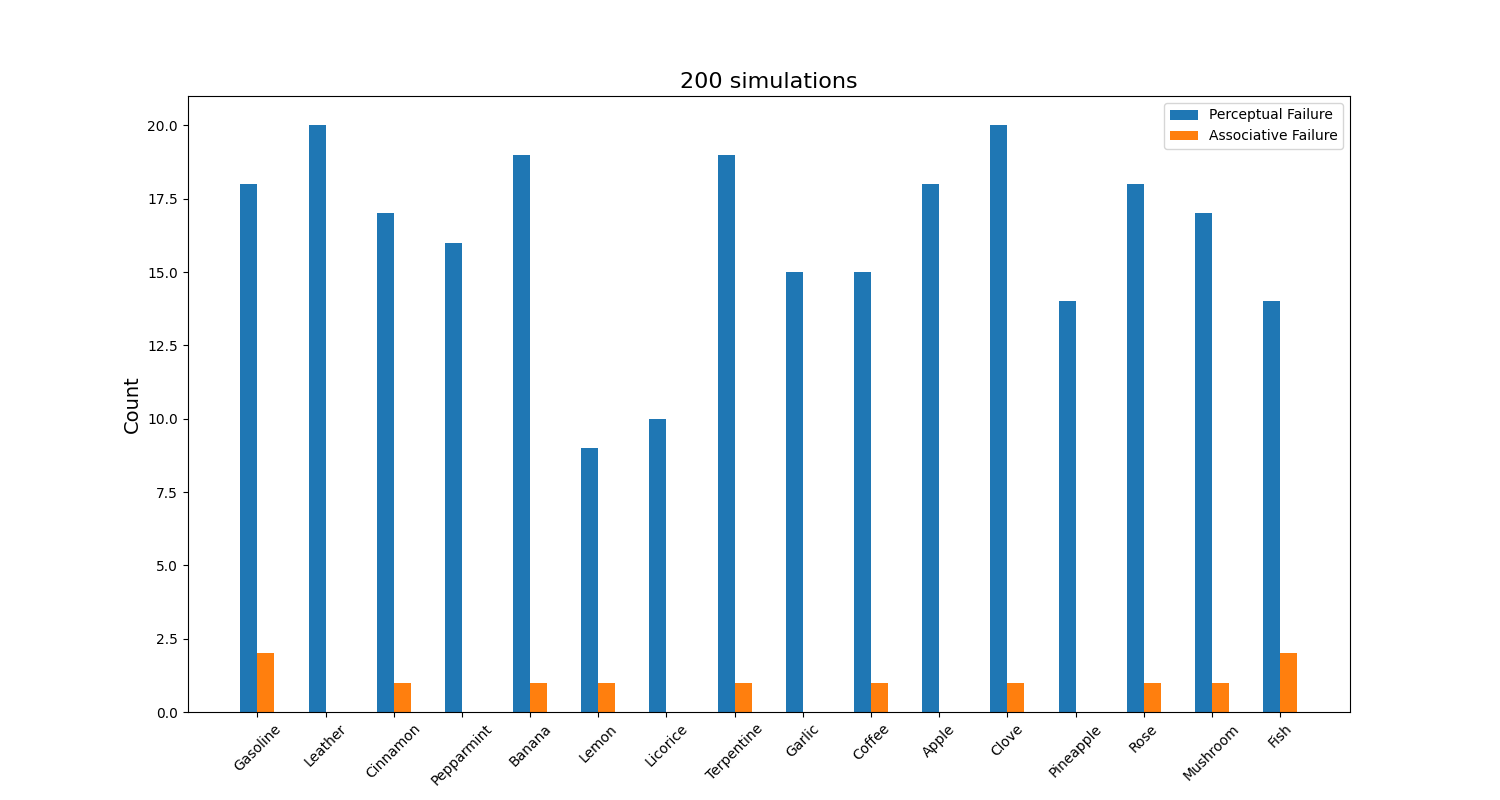 200 simulations
Perceptual Failure
Associative Failure
20.0
17.5
15.0
12.5
10.0
7.5
5.0
2.5
0.0
Count
Gasoline
Leather
Cinnamon
Epparmint
Banana
Lemon
Licorice
Terpentine
Garlic
Coffee
Apple
Clove
Pineapple
Rose
Mushroom
Fish